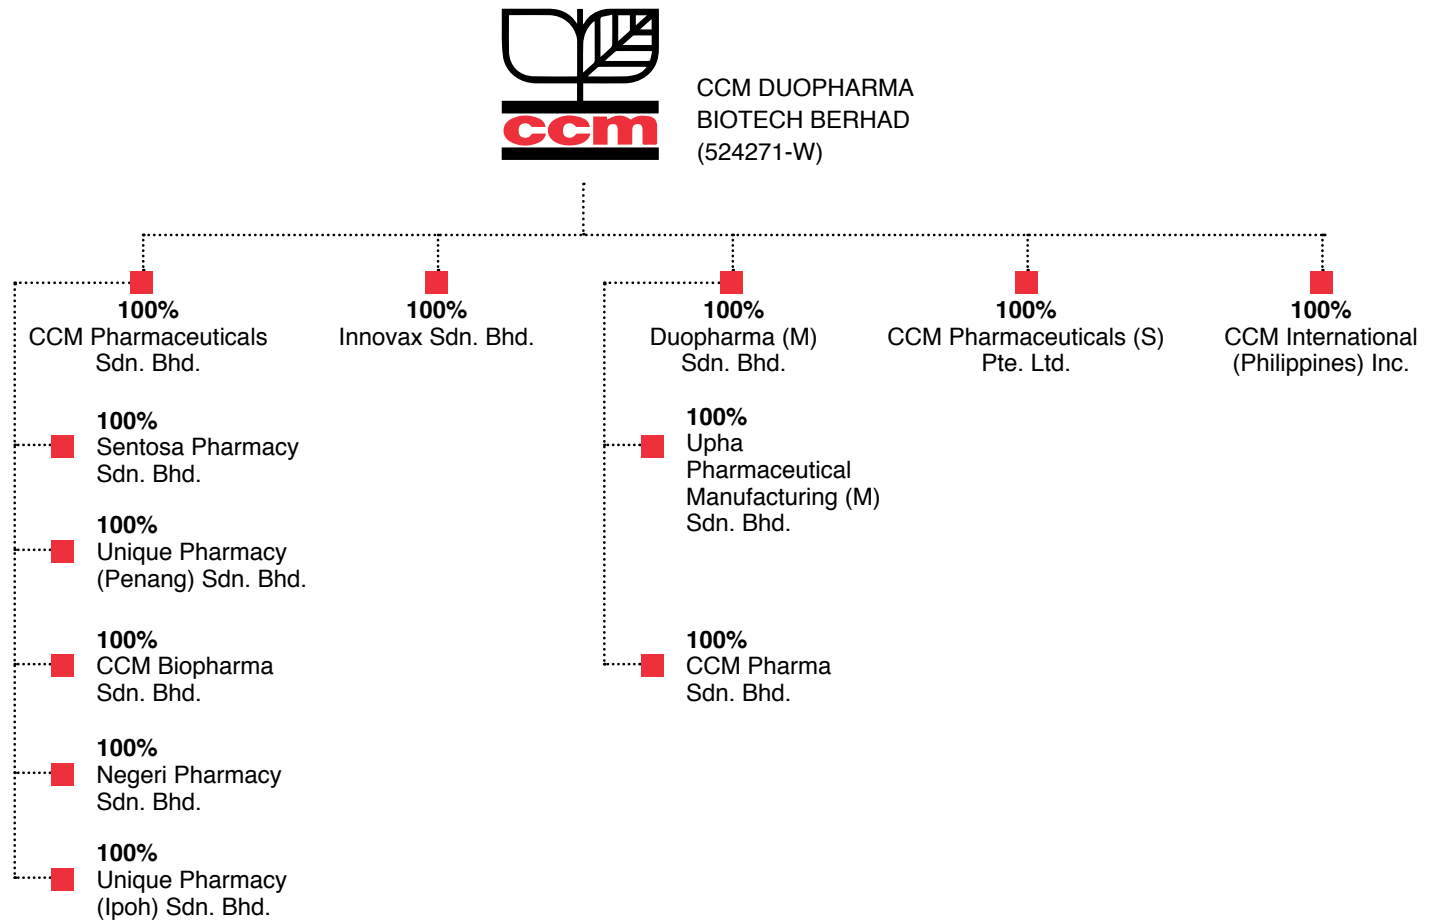 ccm
CCM DUOPHARMA
BIOTECH BERHAD
(524271-W)
100%
CCM Pharmaceuticals
Sdn. Bhd.
100%
Innovax Sdn. Bhd.
100%
Duopharma (M)
Sdn. Bhd.
100%
CCM Pharmaceuticals (S)
Pte. Ltd.
100%
CCM International
(Philippines) Inc.
100%
Sentosa Pharmacy
Sdn. Bhd.
100%
Unique Pharmacy
(Penang) Sdn. Bhd.
100%
CCM Biopharma
Sdn. Bhd.
100%
Negeri Pharmacy
Sdn. Bhd.
100%
Unique Pharmacy
(Ipoh) Sdn. Bhd.
100%
Upha
Pharmaceutical
Manufacturing (M)
Sdn. Bhd.
100%
CCM Pharma
Sdn. Bhd.